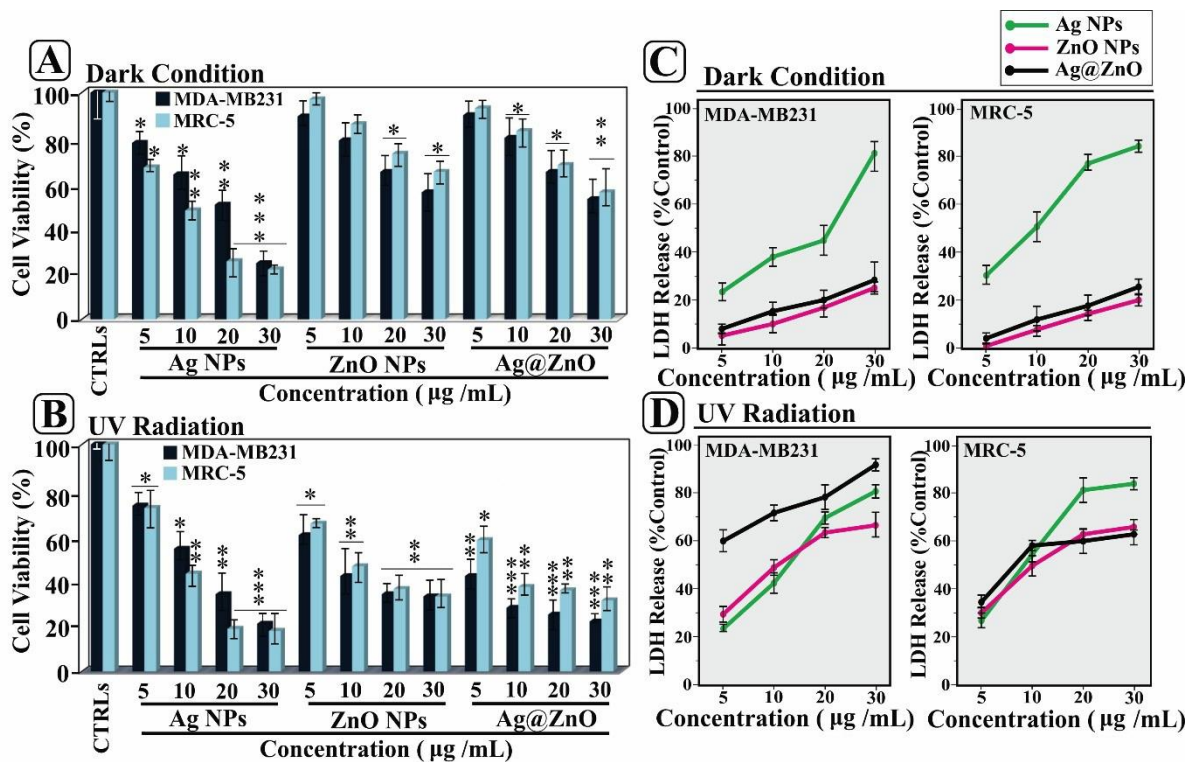 A
Dark Condition
MDA-MB231
MRC-5
Cell Viability (%)
100
80
60
40
20
0
*
*
*
**
**
***
*
*
*
*
**
CTRLs
5 10 20 30 5 10 20 30 5 10 20 30
Ag NPs ZnO NPs Ag@ZnO
Concentration ( µg /mL)
B
UV Radiation
MDA-MB231
MRC-5
Cell Viability (%)
100
80
60
40
20
0
*
*
**
**
***
*
**
**
**
*
***
**
***
***
***
**
CTRLs
5 10 20 30 5 10 20 30 5 10 20 30
Ag NPs ZnO NPs Ag@ZnO
Concentration ( µg /mL)
Ag NPs
ZnO NPs
Ag@ZnO
C
Dark Condition
MDA-MB231
LDH Release (%Control)
100
80
60
40
20
0
5 10 20 30
Concentration ( µg /mL)
MRC-5
LDH Release (%Control)
100
80
60
40
20
0
5 10 20 30
Concentration ( µg /mL)
D
UV Radiation
MDA-MB231
LDH Release (%Control)
100
80
60
40
20
0
5 10 20 30
Concentration ( µg /mL)
MRC-5
LDH Release (%Control)
100
80
60
40
20
0
5 10 20 30
Concentration ( µg /mL)